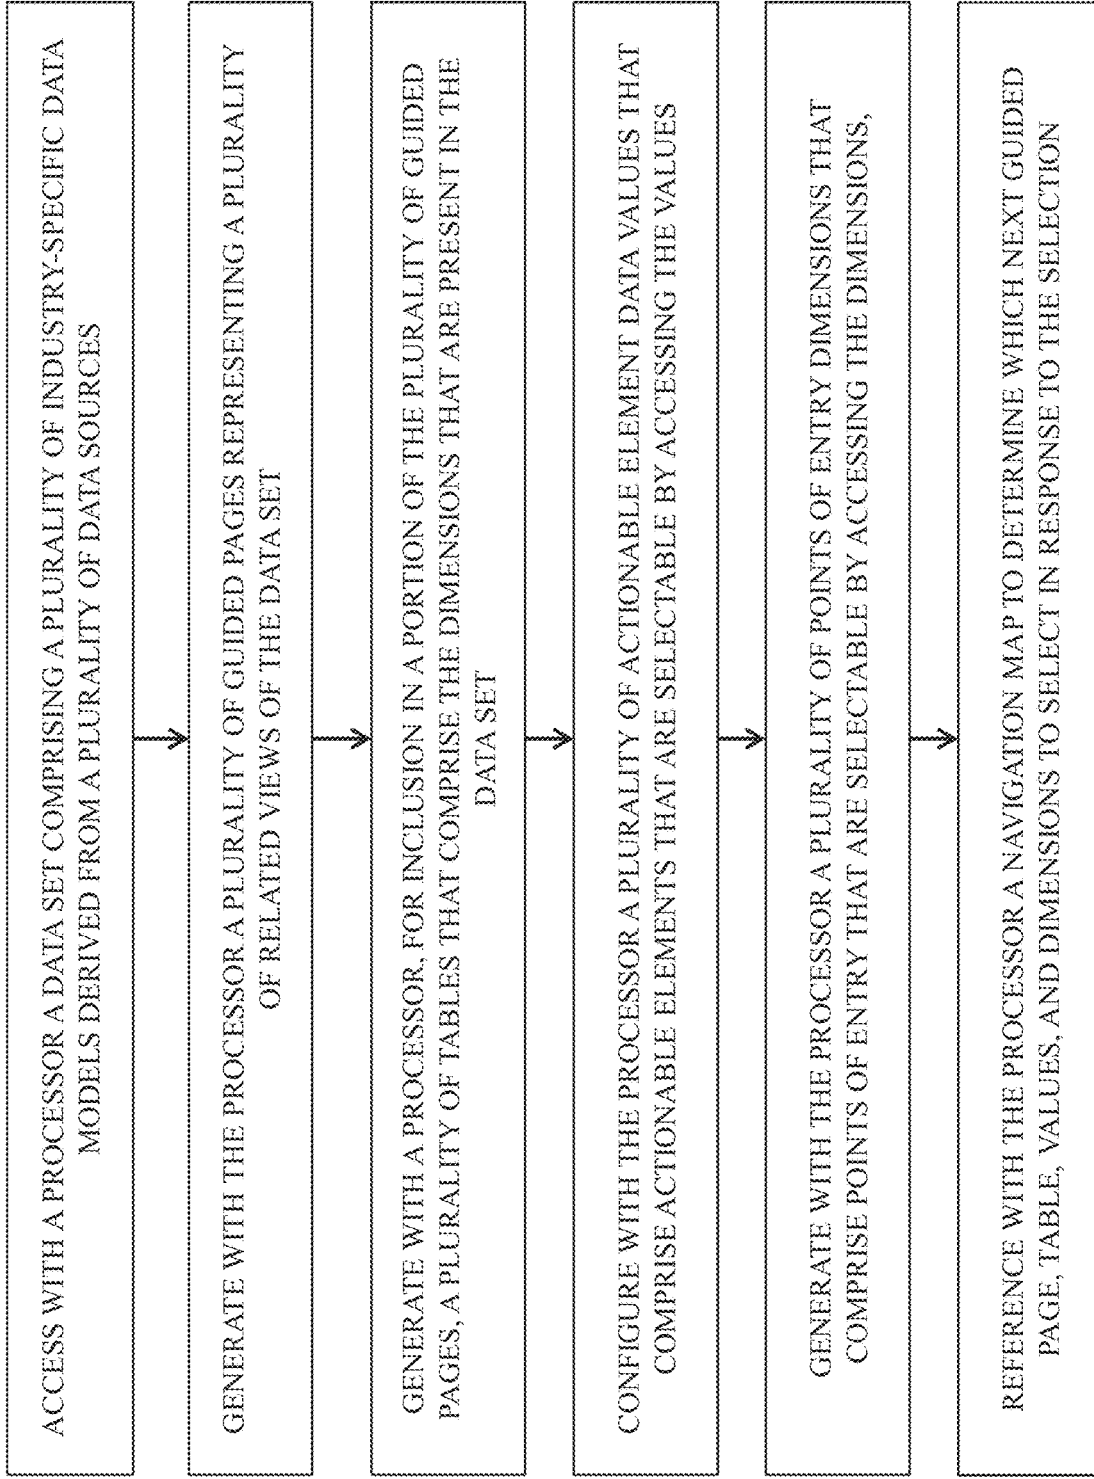 ACCESS WITH A PROCESSOR A DATA SET COMPRISING A PLURALITY OF INDUSTRY-SPECIFIC DATA
MODELS DERIVED FROM A PLURALITY OF DATA SOURCES
GENERATE WITH THE PROCESSOR A PLURALITY OF GUIDED PAGES REPRESENTING A PLURALITY
OF RELATED VIEWS OF THE DATA SET
GENERATE WITH A PROCESSOR, FOR INCLUSION IN A PORTION OF THE PLURALITY OF GUIDED
PAGES, A PLURALITY OF TABLES THAT COMPRISE THE DIMENSIONS THAT ARE PRESENT IN THE
DATA SET
CONFIGURE WITH THE PROCESSOR A PLURALITY OF ACTIONABLE ELEMENT DATA VALUES THAT
COMPRISE ACTIONABLE ELEMENTS THAT ARE SELECTABLE BY ACCESSING THE VALUES
GENERATE WITH THE PROCESSOR A PLURALITY OF POINTS OF ENTRY DIMENSIONS THAT
COMPRISE POINTS OF ENTRY THAT ARE SELECTABLE BY ACCESSING THE DIMENSIONS,
REFERENCE WITH THE PROCESSOR A NAVIGATION MAP TO DETERMINE WHICH NEXT GUIDED
PAGE, TABLE, VALUES, AND DIMENSIONS TO SELECT IN RESPONSE TO THE SELECTION